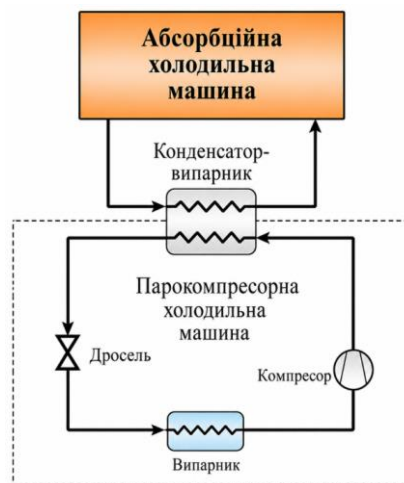 Абсорбційна
холодильна
машина
Конденсатор-
випарник
Парокомпресорна
холодильна
машина
Дросель
Компресор
Випарник